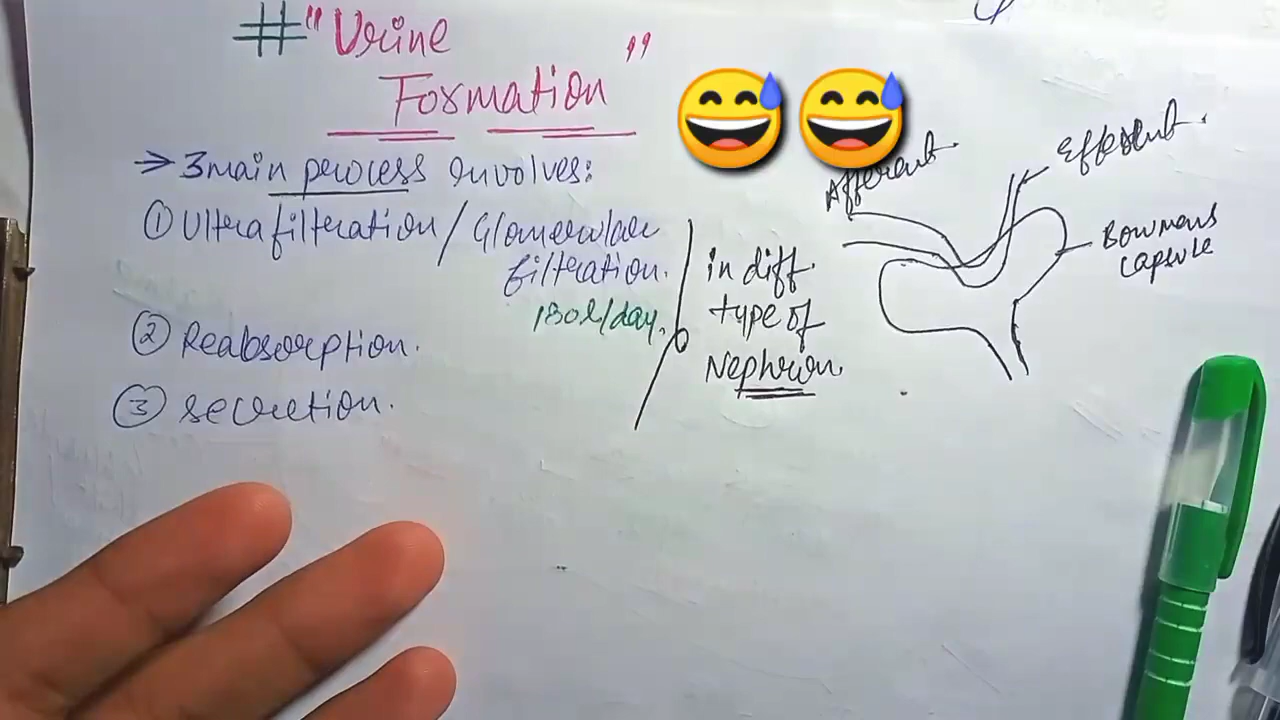 # "Urine
Formation"
→ 3 main process involves:
① Ultrafilteration / Glomerular
filteration.
180l/day.
② Reabsorption.
③ secretion.
in diff.
type of
Nephron.
Afferent
Efferent
Bowmans
capsule